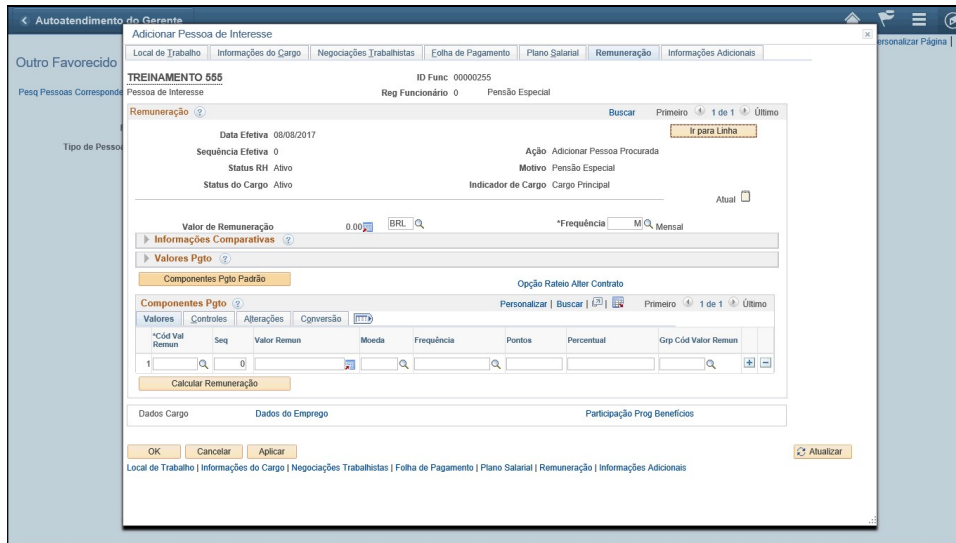 Autoatendimento do Gerente
Adicionar Pessoa de Interesse
Personalizar Página |
Local de Trabalho Informações do Cargo Negociações Trabalhistas Folha de Pagamento Plano Salarial Remuneração Informações Adicionais
Outro Favorecido
TREINAMENTO 555 ID Func 00000255
Pesq Pessoas Corresponde
Pessoa de Interesse Reg Funcionário 0 Pensão Especial
Remuneração ? Buscar Primeiro 1 de 1 Último
Ir para Linha
Data Efetiva 08/08/2017
Tipo de Pessoa
Sequência Efetiva 0 Ação Adicionar Pessoa Procurada
Status RH Ativo Motivo Pensão Especial
Status do Cargo Ativo Indicador de Cargo Cargo Principal
Atual
Valor de Remuneração 0.00 BRL *Frequência M Mensal
Informações Comparativas ?
Valores Pgto ?
Componentes Pgto Padrão
Opção Rateio Alter Contrato
Componentes Pgto ? Personalizar | Buscar | | Primeiro 1 de 1 Último
Valores Controles Alterações Conversão
*Cód Val Remun Seq Valor Remun Moeda Frequência Pontos Percentual Grp Cód Valor Remun
1 0 + -
Calcular Remuneração
Dados Cargo Dados do Emprego Participação Prog Benefícios
OK Cancelar Aplicar Atualizar
Local de Trabalho | Informações do Cargo | Negociações Trabalhistas | Folha de Pagamento | Plano Salarial | Remuneração | Informações Adicionais